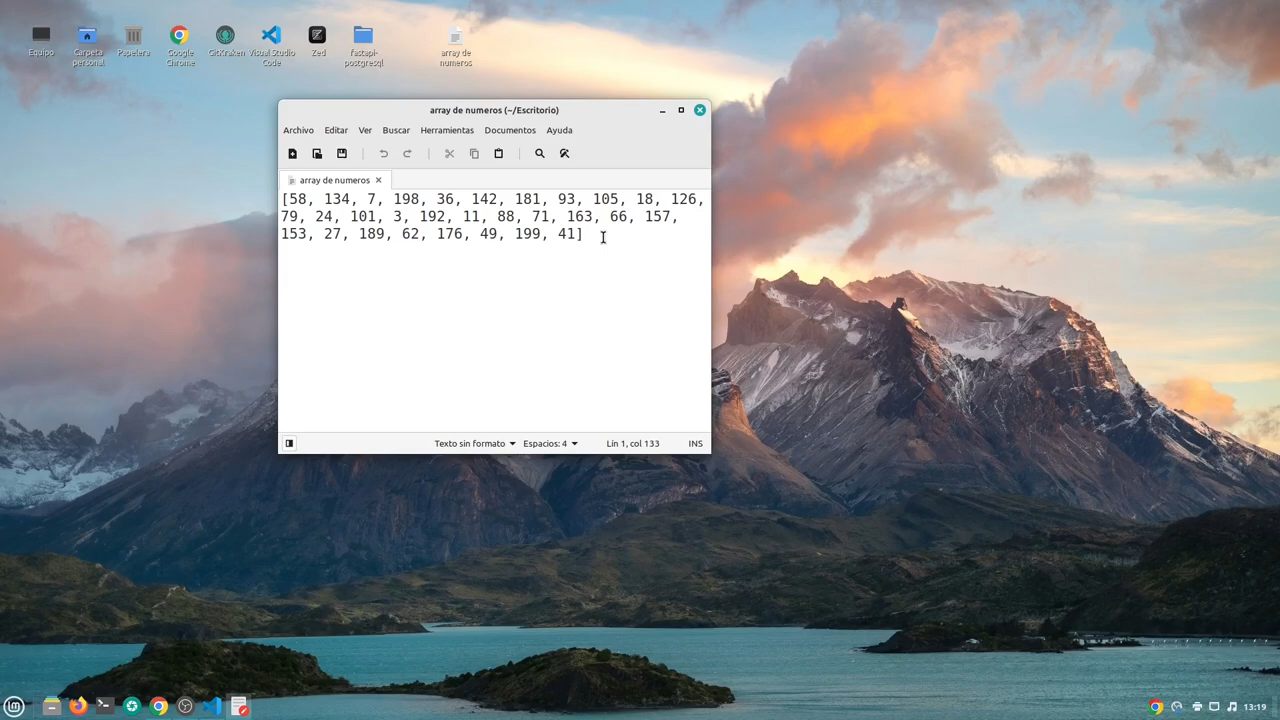 Equipo
Carpeta personal
Papelera
Google Chrome
GitKraken
Visual Studio Code
Zed
fastapi-postgresql
array de numeros
array de numeros (~/Escritorio)
Archivo Editar Ver Buscar Herramientas Documentos Ayuda
array de numeros
[58, 134, 7, 198, 36, 142, 181, 93, 105, 18, 126,
79, 24, 101, 3, 192, 11, 88, 71, 163, 66, 157,
153, 27, 189, 62, 176, 49, 199, 41]
Texto sin formato Espacios: 4 Lín 1, col 133 INS
13:19